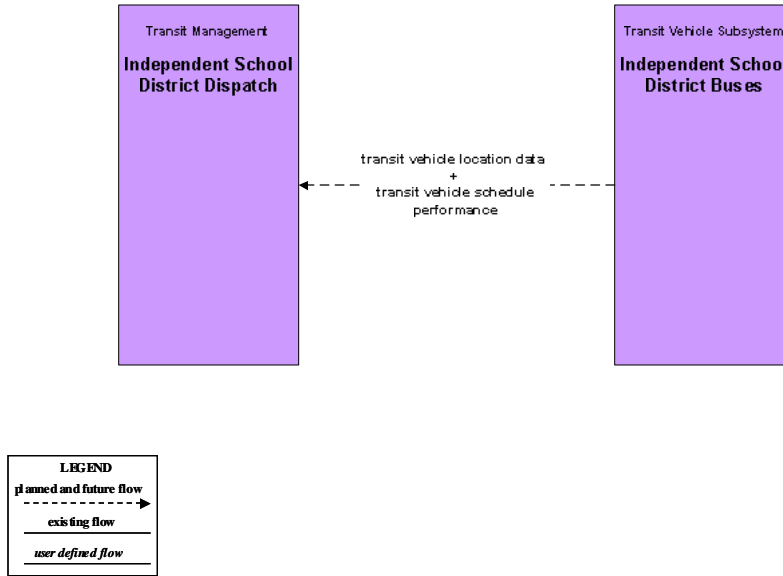 Transit Management
Independent School
District Dispatch
Transit Vehicle Subsystem
Independent Schoo
District Buses
transit vehicle location data
+
transit vehicle schedule
performance
LEGEND
planned and future flow
existing flow
user defined flow